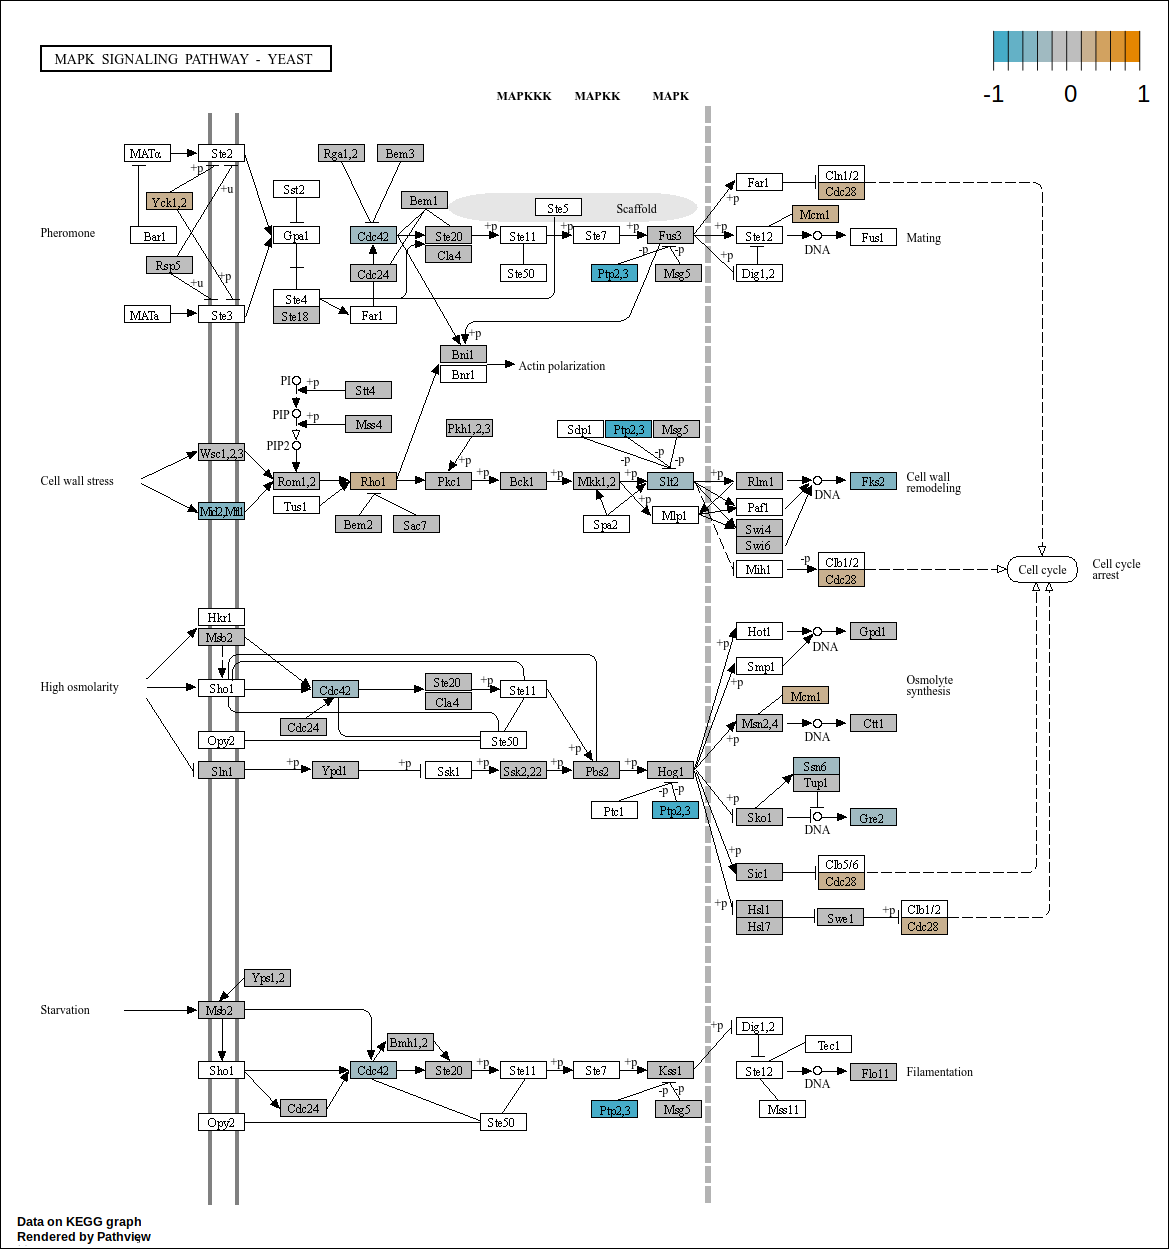 MAPK SIGNALING PATHWAY - YEAST
-1 0 1
MAPKKK MAPKK MAPK
Pheromone
MATα
Ste2
+p
+u
Yck1,2
Bar1
Rsp5
+u
+p
MATa
Ste3
Sst2
Gpa1
Ste4
Ste18
Rga1,2
Bem3
Cdc42
Cdc24
Far1
Bem1
Ste20
Cla4
+p
Ste5
Scaffold
Ste11
Ste50
+p
Ste7
+p
Fus3
-p
-p
Ptp2,3
Msg5
+p
Bni1
Bnr1
Actin polarization
+p
+p
Far1
Cln1/2
Cdc28
Mcm1
Ste12
DNA
Fus1
Mating
Dig1,2
Cell wall stress
Wsc1,2,3
Mid2,Mtl1
PI
+p
Stt4
PIP
+p
Mss4
PIP2
Rom1,2
Tus1
Rho1
Bem2
Sac7
Pkh1,2,3
+p
Pkc1
+p
Bck1
+p
Mkk1,2
+p
+p
Spa2
Sdp1
Ptp2,3
Msg5
-p
-p
-p
Slt2
Mlp1
+p
Rlm1
Paf1
Swi4
Swi6
DNA
Fks2
Cell wall
remodeling
Mih1
-p
Clb1/2
Cdc28
Cell cycle
Cell cycle
arrest
High osmolarity
Hkr1
Msb2
Sho1
Opy2
Sln1
Cdc42
Cdc24
Ste20
Cla4
+p
Ste11
Ste50
+p
Ypd1
+p
Ssk1
+p
Ssk2,22
+p
+p
Pbs2
+p
Hog1
-p
-p
Ptc1
Ptp2,3
+p
+p
+p
+p
+p
+p
Hot1
DNA
Gpd1
Smp1
Osmolyte
synthesis
Mcm1
Msn2,4
DNA
Ctt1
Ssn6
Tup1
Sko1
DNA
Gre2
Sic1
Clb5/6
Cdc28
Hsl1
Hsl7
Swe1
+p
Clb1/2
Cdc28
Starvation
Yps1,2
Msb2
Sho1
Opy2
Cdc24
Cdc42
Bmh1,2
Ste20
+p
Ste11
Ste50
+p
Ste7
+p
Kss1
-p
-p
Ptp2,3
Msg5
+p
Dig1,2
Ste12
Tec1
DNA
Mss11
Flo11
Filamentation
Data on KEGG graph
Rendered by Pathview